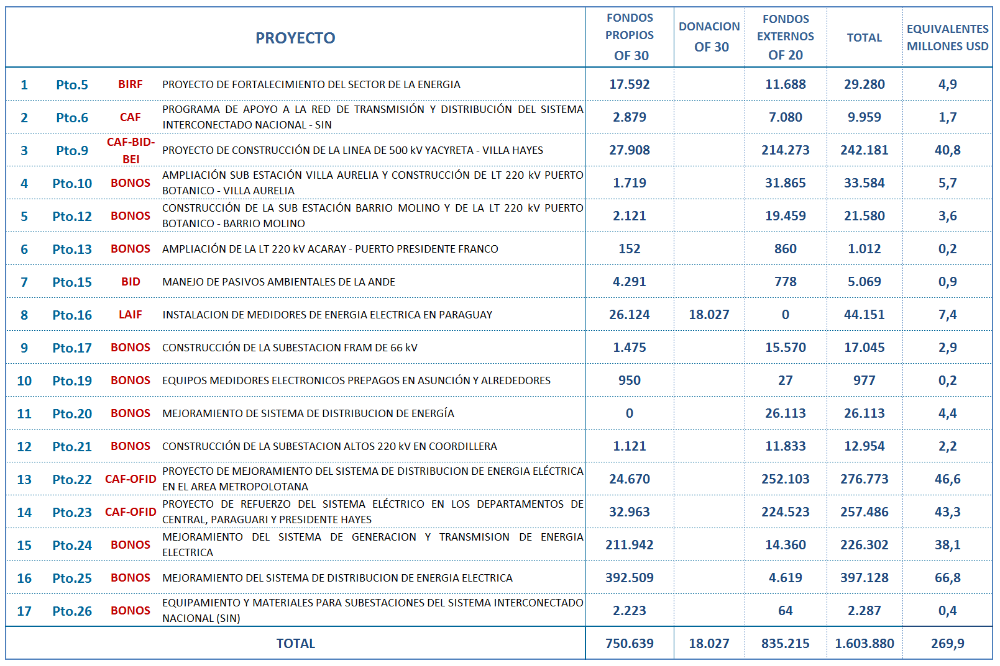 PROYECTO FONDOS PROPIOS OF 30 DONACION OF 30 FONDOS EXTERNOS OF 20 TOTAL EQUIVALENTES MILLONES USD
1 Pto.5 BIRF PROYECTO DE FORTALECIMIENTO DEL SECTOR DE LA ENERGIA 17.592 11.688 29.280 4,9
2 Pto.6 CAF PROGRAMA DE APOYO A LA RED DE TRANSMISIÓN Y DISTRIBUCIÓN DEL SISTEMA
INTERCONECTADO NACIONAL - SIN 2.879 7.080 9.959 1,7
3 Pto.9 CAF-BID-
BEI PROYECTO DE CONSTRUCCIÓN DE LA LINEA DE 500 kV YACYRETA - VILLA HAYES 27.908 214.273 242.181 40,8
4 Pto.10 BONOS AMPLIACIÓN SUB ESTACIÓN VILLA AURELIA Y CONSTRUCCIÓN DE LT 220 kV PUERTO
BOTANICO - VILLA AURELIA 1.719 31.865 33.584 5,7
5 Pto.12 BONOS CONSTRUCCIÓN DE LA SUB ESTACIÓN BARRIO MOLINO Y DE LA LT 220 kV PUERTO
BOTANICO - BARRIO MOLINO 2.121 19.459 21.580 3,6
6 Pto.13 BONOS AMPLIACIÓN DE LA LT 220 kV ACARAY - PUERTO PRESIDENTE FRANCO 152 860 1.012 0,2
7 Pto.15 BID MANEJO DE PASIVOS AMBIENTALES DE LA ANDE 4.291 778 5.069 0,9
8 Pto.16 LAIF INSTALACION DE MEDIDORES DE ENERGIA ELECTRICA EN PARAGUAY 26.124 18.027 0 44.151 7,4
9 Pto.17 BONOS CONSTRUCCIÓN DE LA SUBESTACION FRAM DE 66 kV 1.475 15.570 17.045 2,9
10 Pto.19 BONOS EQUIPOS MEDIDORES ELECTRONICOS PREPAGOS EN ASUNCIÓN Y ALREDEDORES 950 27 977 0,2
11 Pto.20 BONOS MEJORAMIENTO DE SISTEMA DE DISTRIBUCION DE ENERGÍA 0 26.113 26.113 4,4
12 Pto.21 BONOS CONSTRUCCIÓN DE LA SUBESTACION ALTOS 220 kV EN COORDILLERA 1.121 11.833 12.954 2,2
13 Pto.22 CAF-OFID PROYECTO DE MEJORAMIENTO DEL SISTEMA DE DISTRIBUCION DE ENERGIA ELÉCTRICA
EN EL AREA METROPOLOTANA 24.670 252.103 276.773 46,6
14 Pto.23 CAF-OFID PROYECTO DE REFUERZO DEL SISTEMA ELÉCTRICO EN LOS DEPARTAMENTOS DE
CENTRAL, PARAGUARI Y PRESIDENTE HAYES 32.963 224.523 257.486 43,3
15 Pto.24 BONOS MEJORAMIENTO DEL SISTEMA DE GENERACION Y TRANSMISION DE ENERGIA
ELECTRICA 211.942 14.360 226.302 38,1
16 Pto.25 BONOS MEJORAMIENTO DEL SISTEMA DE DISTRIBUCION DE ENERGIA ELECTRICA 392.509 4.619 397.128 66,8
17 Pto.26 BONOS EQUIPAMIENTO Y MATERIALES PARA SUBESTACIONES DEL SISTEMA INTERCONECTADO
NACIONAL (SIN) 2.223 64 2.287 0,4
TOTAL 750.639 18.027 835.215 1.603.880 269,9